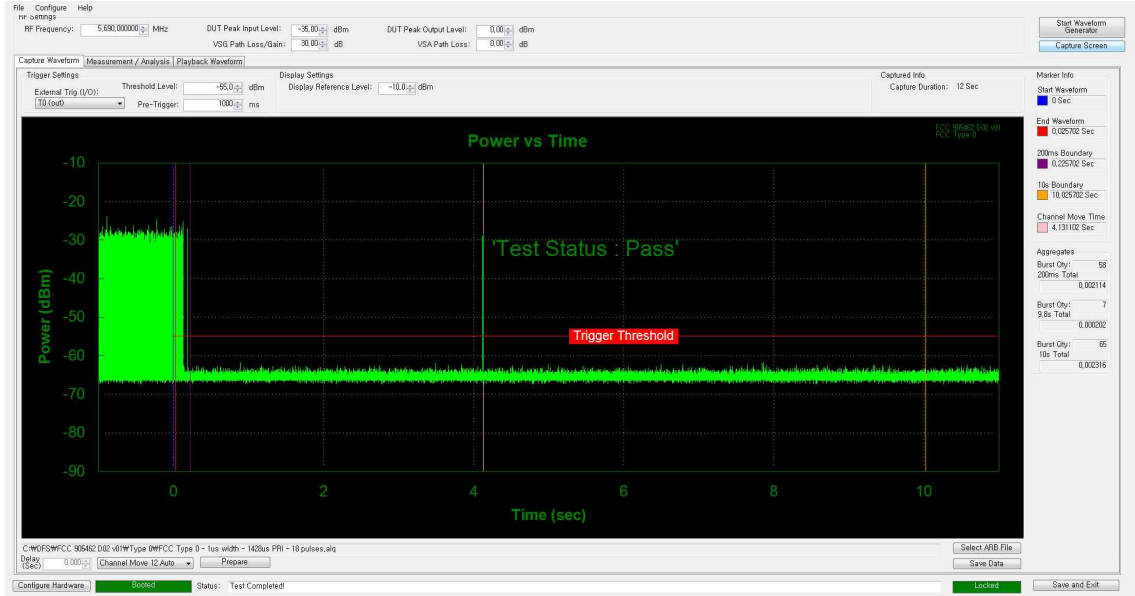 File Configure Help
RF Settings
RF Frequency: 5,690,000000 MHz DUT Peak Input Level: -35,00 dBm DUT Peak Output Level: 0,00 dBm
VSG Path Loss/Gain: 30,00 dB VSA Path Loss: 0,00 dB
Start Waveform Generator
Capture Screen
Capture Waveform Measurement / Analysis Playback Waveform
Trigger Settings
External Trig (I/O): Threshold Level: -55,0 dBm
T0 (out) Pre-Trigger: 1000 ms
Display Settings
Display Reference Level: -10,0 dBm
Captured Info
Capture Duration: 12 Sec
Marker Info
Start Waveform
0 Sec
End Waveform
0,025702 Sec
200ms Boundary
0,225702 Sec
10s Boundary
10,025702 Sec
Channel Move Time
4,131102 Sec
Aggregates
Burst Qty: 58
200ms Total
0,002114
Burst Qty: 7
9,8s Total
0,000202
Burst Qty: 65
10s Total
0,002316
FCC 905462 D02 v01
FCC Type 0
Power vs Time
'Test Status : Pass'
Trigger Threshold
Power (dBm)
-10
-20
-30
-40
-50
-60
-70
-80
-90
0 2 4 6 8 10
Time (sec)
C:₩DFS₩FCC 905462 D02 v01₩Type 0₩FCC Type 0 - 1us width - 1428us PRI - 18 pulses,aiq
Select ARB File
Delay (Sec) 0,000 Channel Move 12 Auto Prepare
Save Data
Configure Hardware Booted Status: Test Completed! Locked Save and Exit